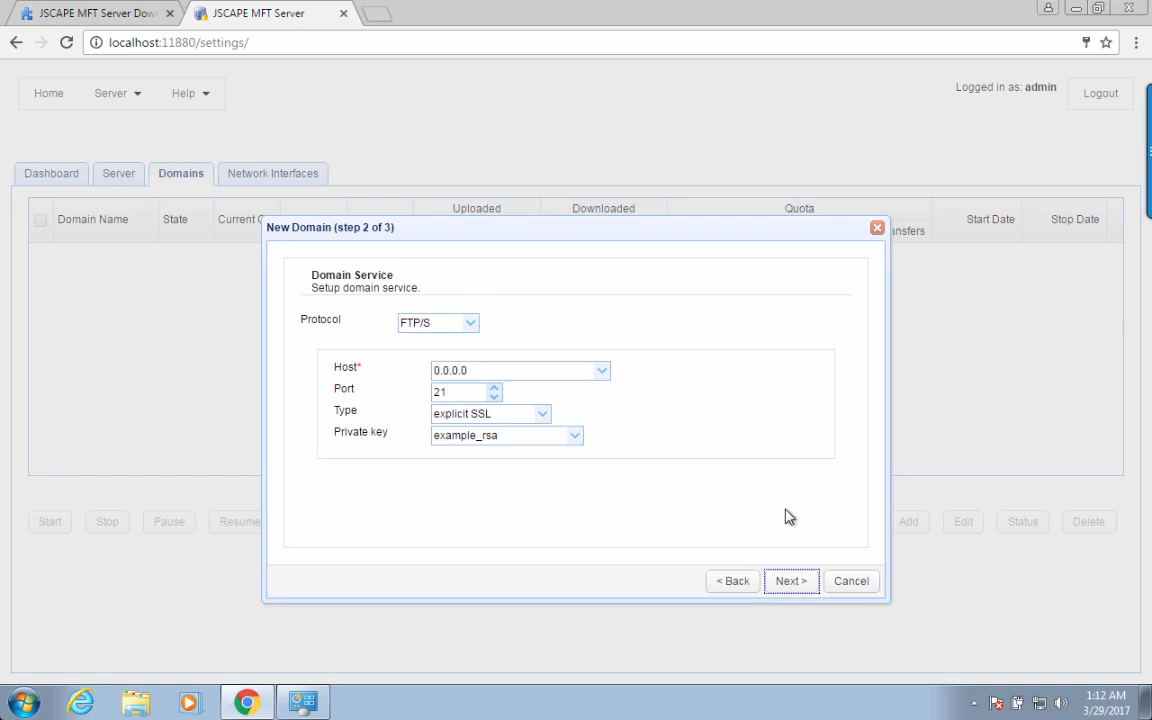 JSCAPE MFT Server Dow
JSCAPE MFT Server
localhost:11880/settings/
Home
Server
Help
Logged in as: admin
Logout
Dashboard
Server
Domains
Network Interfaces
Domain Name
State
Current C
Uploaded
Downloaded
Quota
ansfers
Start Date
Stop Date
New Domain (step 2 of 3)
Domain Service
Setup domain service.
Protocol
FTP/S
Host*
0.0.0.0
Port
21
Type
explicit SSL
Private key
example_rsa
Start
Stop
Pause
Resume
Add
Edit
Status
Delete
< Back
Next >
Cancel
1:12 AM
3/29/2017